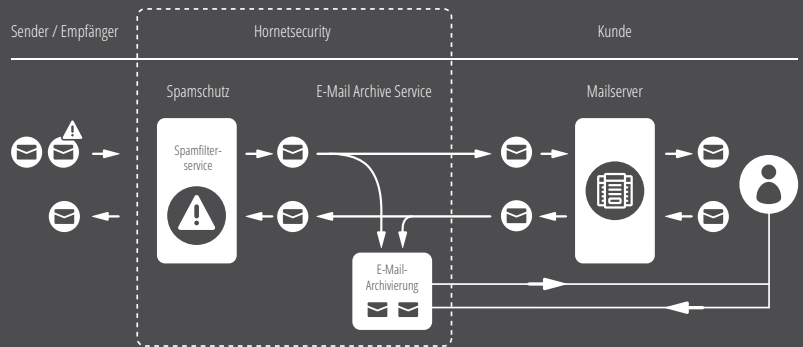 Sender / Empfänger
Hornetsecurity
Kunde
Spamschutz
E-Mail Archive Service
Mailserver
Spamfilter-
service
E-Mail-
Archivierung